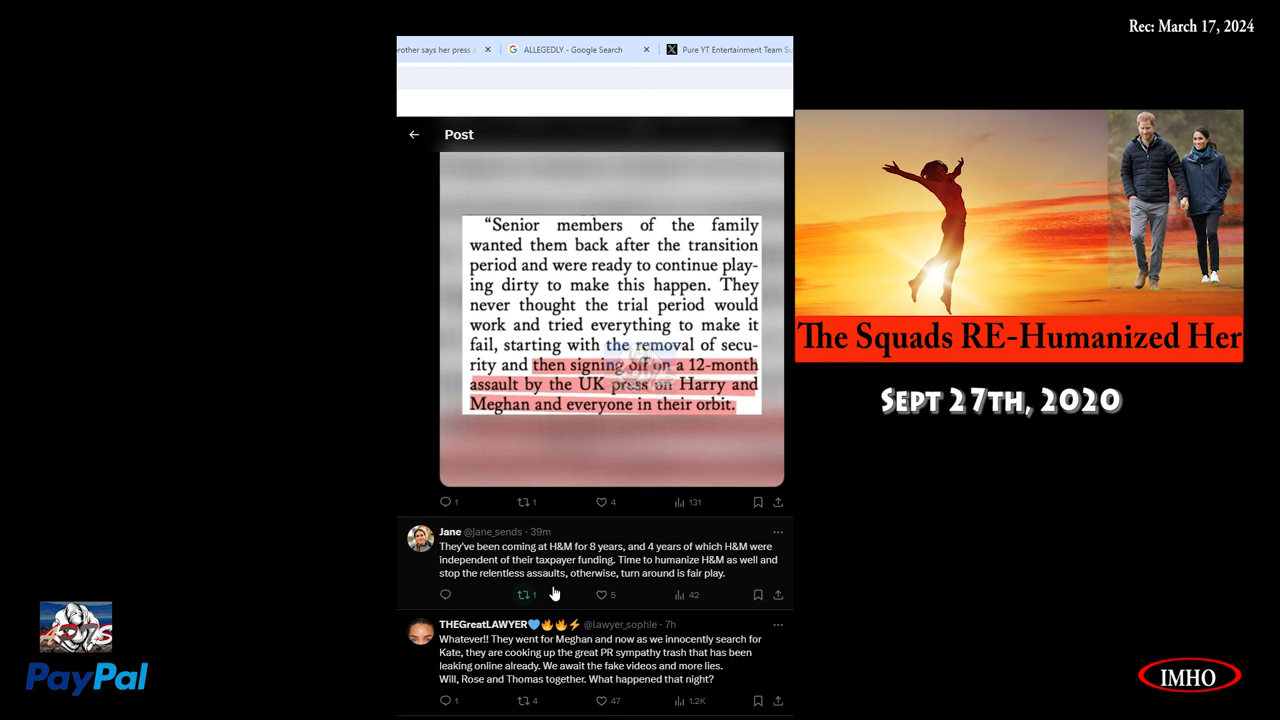 Rec: March 17, 2024
brother says her press
ALLEGEDLY - Google Search
Pure YT Entertainment Team
Post
“Senior members of the family
wanted them back after the transition
period and were ready to continue play-
ing dirty to make this happen. They
never thought the trial period would
work and tried everything to make it
fail, starting with the removal of secu-
rity and then signing off on a 12-month
assault by the UK press on Harry and
Meghan and everyone in their orbit.
1 1 4 131
Jane @jane_sends · 39m
They've been coming at H&M for 8 years, and 4 years of which H&M were
independent of their taxpayer funding. Time to humanize H&M as well and
stop the relentless assaults, otherwise, turn around is fair play.
1 5 42
THEGreatLAWYER💙🔥🔥⚡ @lawyer_sophie · 7h
Whatever!! They went for Meghan and now as we innocently search for
Kate, they are cooking up the great PR sympathy trash that has been
leaking online already. We await the fake videos and more lies.
Will, Rose and Thomas together. What happened that night?
1 4 47 1.2K
The Squads RE-Humanized Her
SEPT 27TH, 2020
PayPal
IMHO